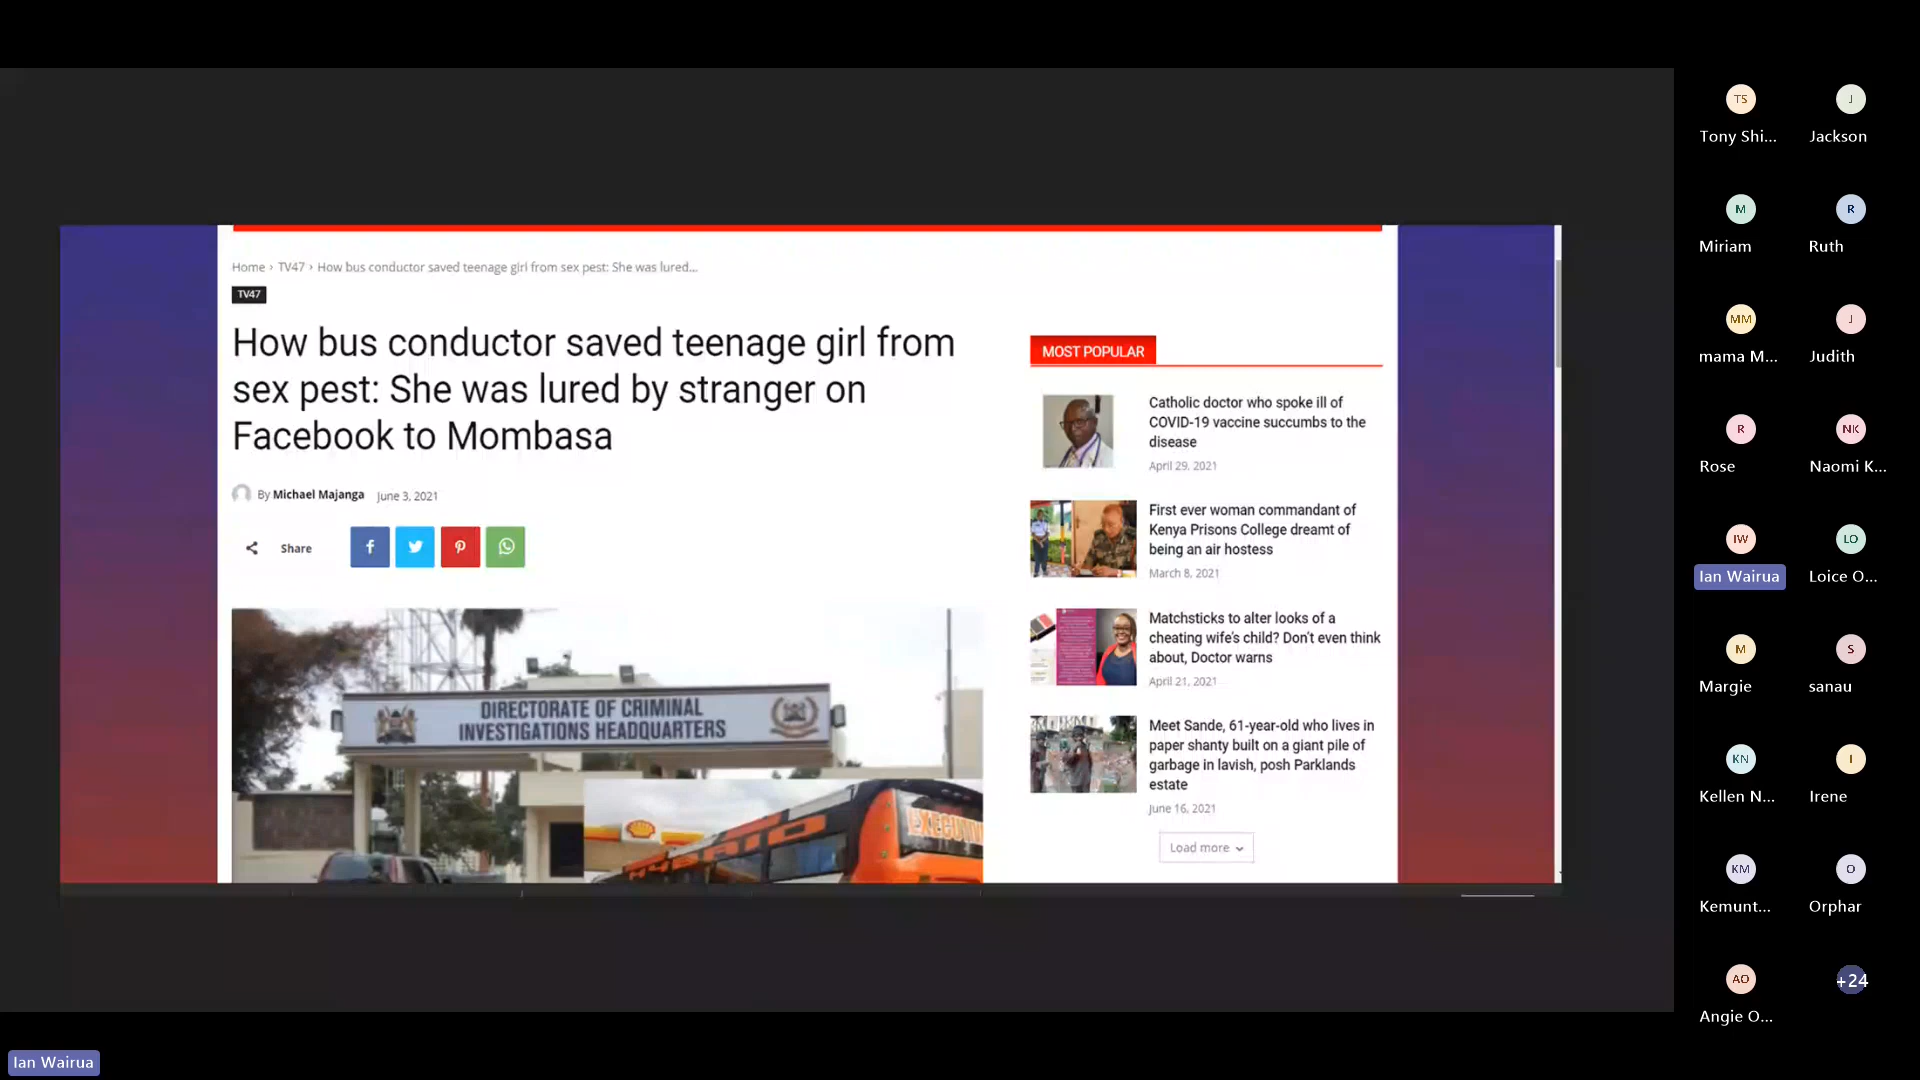 Home › TV47 › How bus conductor saved teenage girl from sex pest: She was lured...
TV47
How bus conductor saved teenage girl from
sex pest: She was lured by stranger on
Facebook to Mombasa
By Michael Majanga June 3, 2021
Share
DIRECTORATE OF CRIMINAL
INVESTIGATIONS HEADQUARTERS
MOST POPULAR
Catholic doctor who spoke ill of
COVID-19 vaccine succumbs to the
disease
April 29, 2021
First ever woman commandant of
Kenya Prisons College dreamt of
being an air hostess
March 8, 2021
Matchsticks to alter looks of a
cheating wife's child? Don't even think
about, Doctor warns
April 21, 2021
Meet Sande, 61-year-old who lives in
paper shanty built on a giant pile of
garbage in lavish, posh Parklands
estate
June 16, 2021
Load more
TS
Tony Shi...
J
Jackson
M
Miriam
R
Ruth
MM
mama M...
J
Judith
R
Rose
NK
Naomi K...
IW
Ian Wairua
LO
Loice O...
M
Margie
S
sanau
KN
Kellen N...
I
Irene
KM
Kemunt...
O
Orphar
AO
Angie O...
+24
Ian Wairua